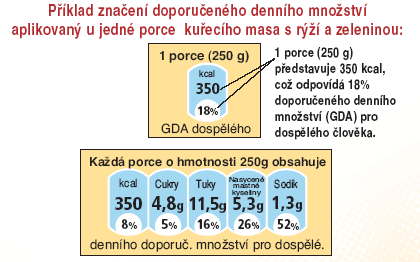 Příklad značení doporučeného denního množství
aplikovaný u jedné porce kuřecího masa s rýží a zeleninou:
1 porce (250 g)
kcal
350
18%
GDA dospělého
1 porce (250 g)
představuje 350 kcal,
což odpovídá 18%
doporučeného denního
množství (GDA) pro
dospělého člověka.
Každá porce o hmotnosti 250g obsahuje
kcal
350
8%
Cukry
4,8g
5%
Tuky
11,5g
16%
Nasycené
mastné
kyseliny
5,3g
26%
Sodík
1,3g
52%
denního doporuč. množství pro dospělé.